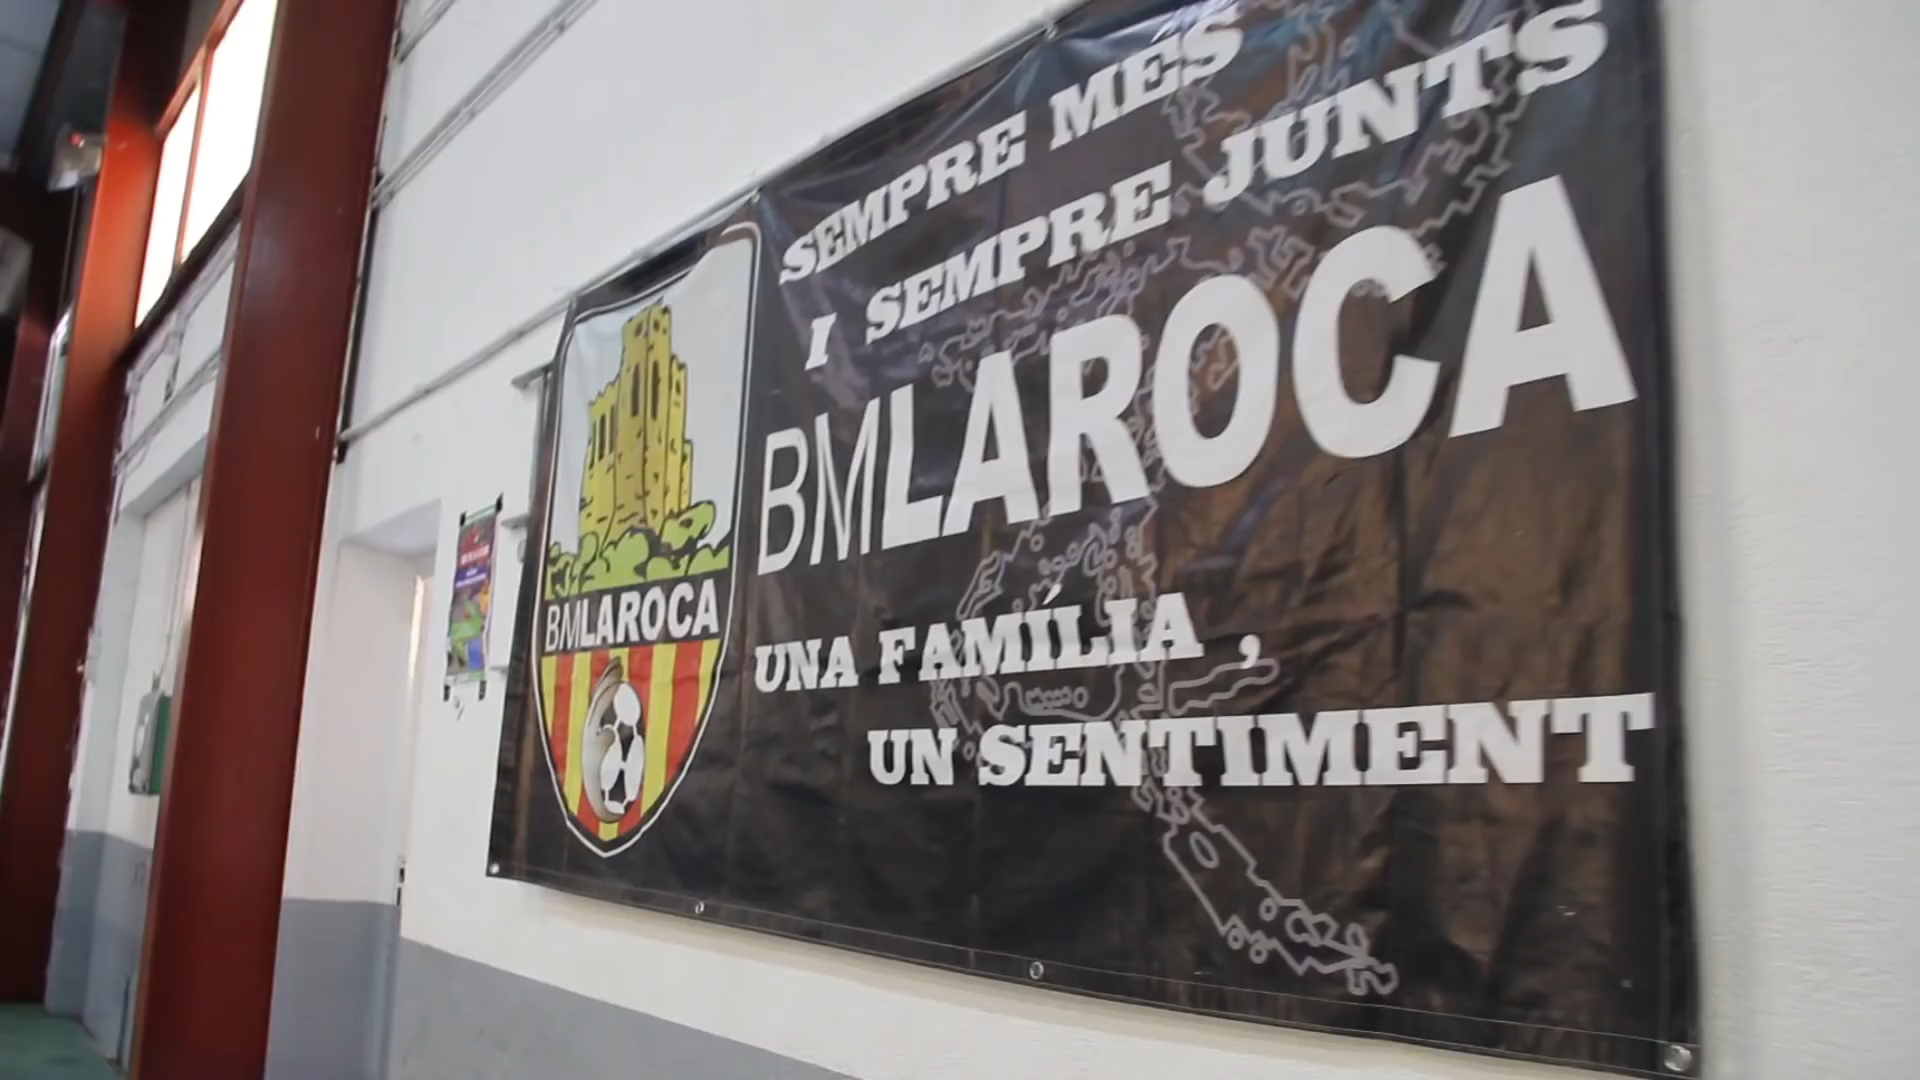 SEMPRE MÉS
I SEMPRE JUNTS
BMLAROCA
UNA FAMÍLIA ,
UN SENTIMENT
BMLAROCA